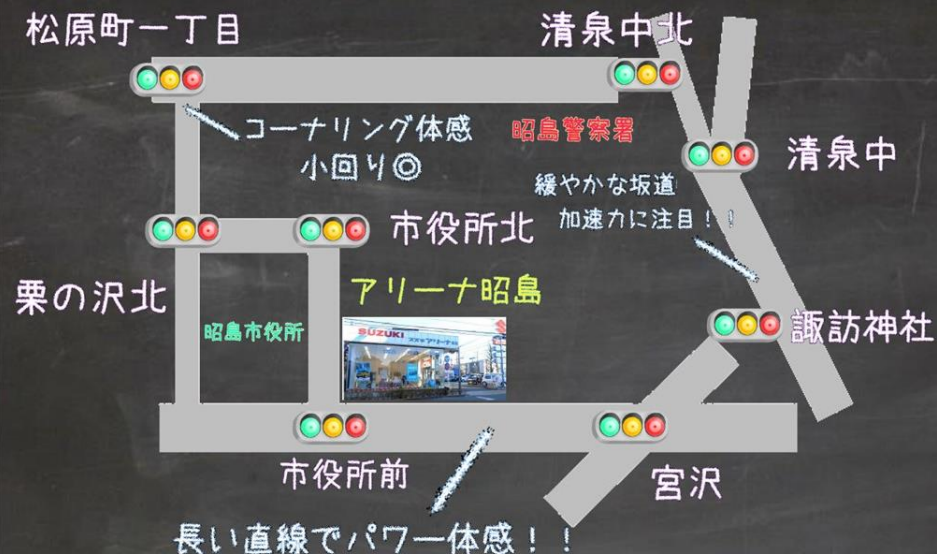 松原町一丁目
清泉中北
コーナリング体感
小回り◎
昭島警察署
清泉中
緩やかな坂道
加速力に注目！！
市役所北
栗の沢北
アリーナ昭島
昭島市役所
SUZUKI
諏訪神社
市役所前
宮沢
長い直線でパワー体感！！